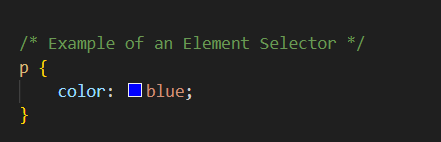 /* Example of an Element Selector */
p {
    color: blue;
}